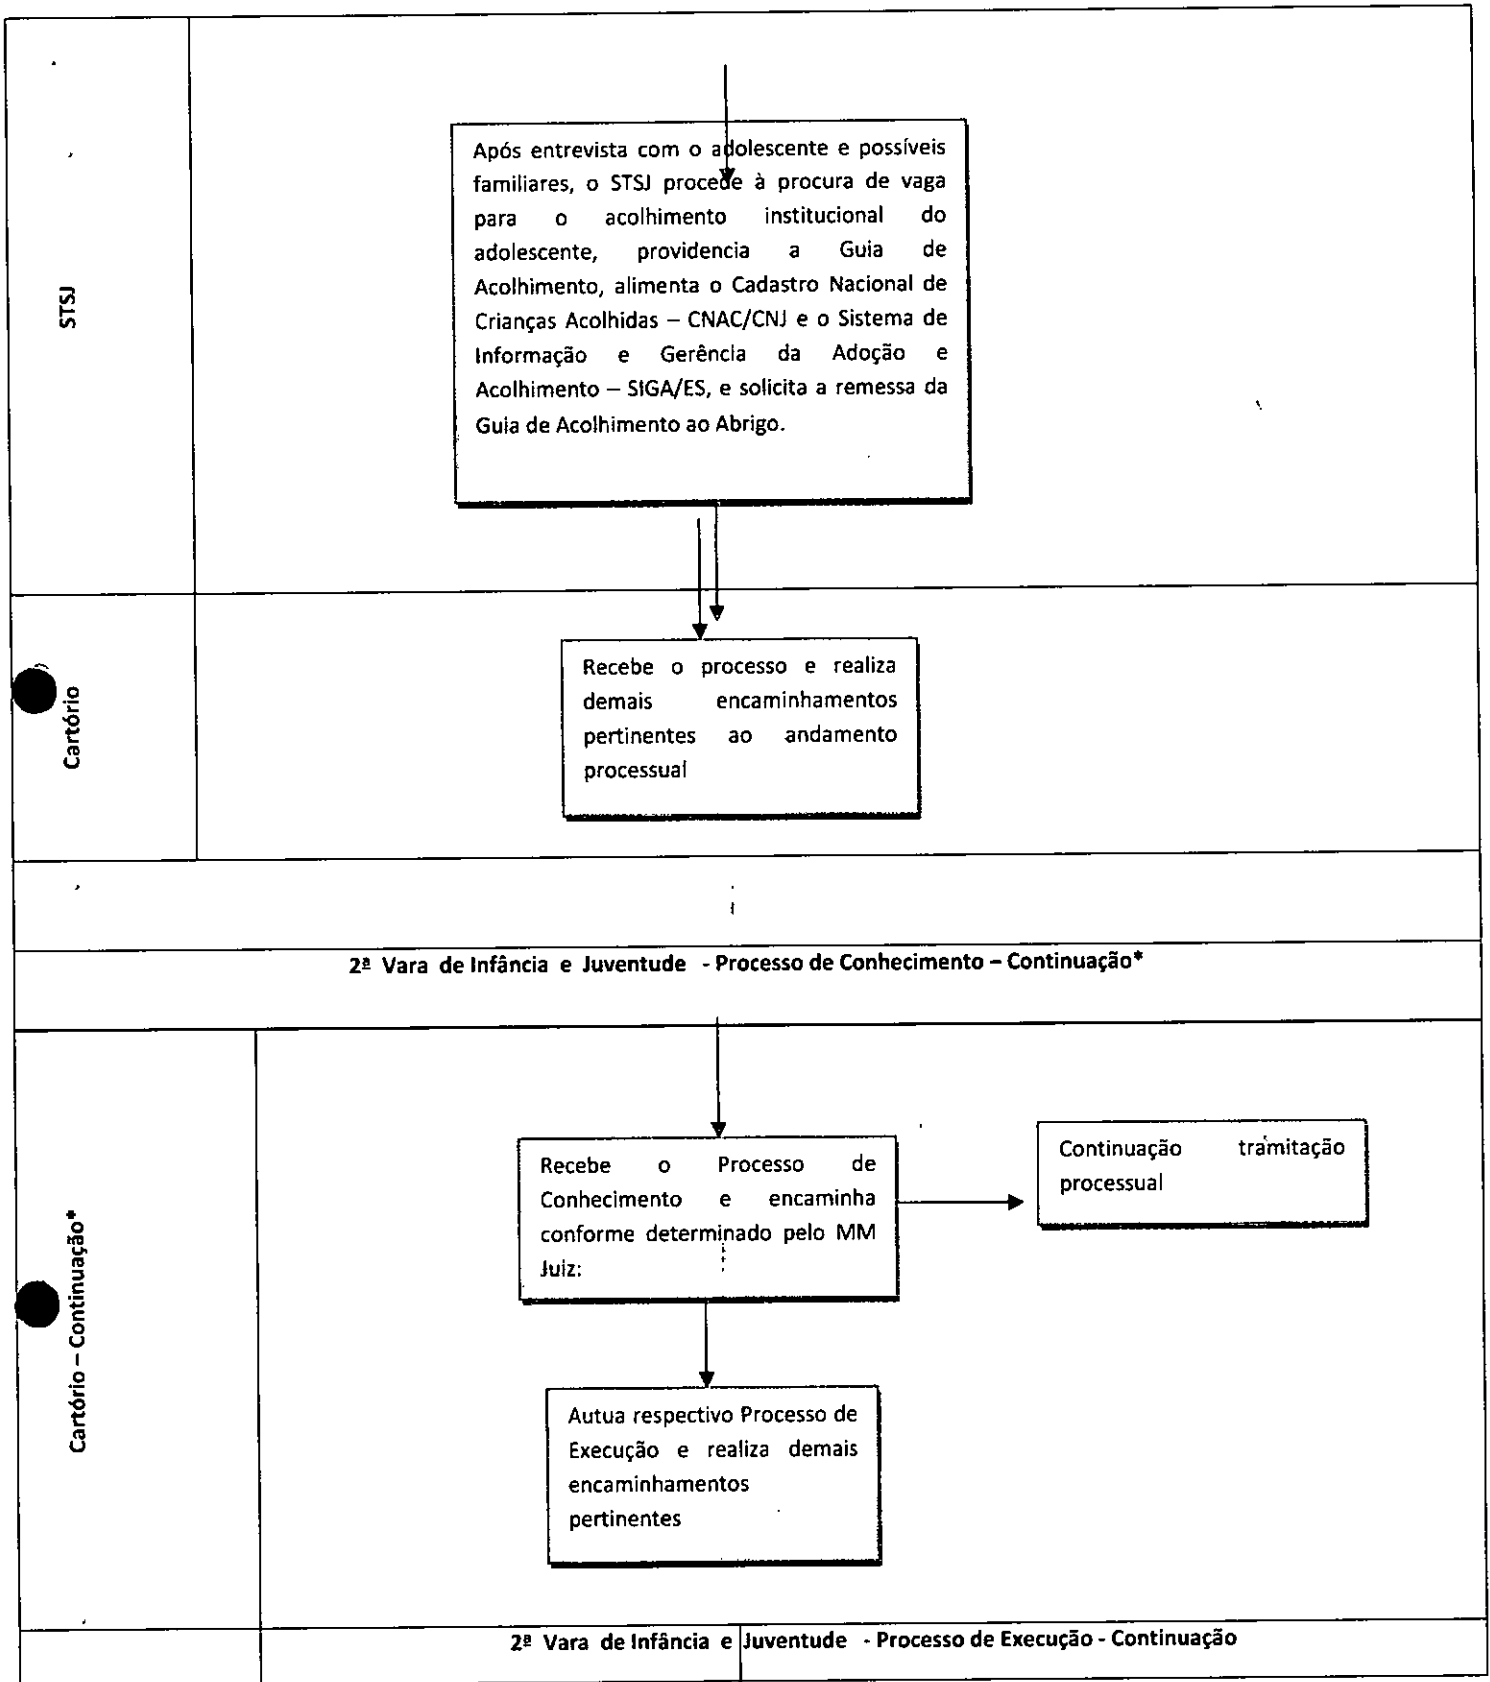 STSJ
Após entrevista com o adolescente e possíveis
familiares, o STSJ procede à procura de vaga
para o acolhimento institucional do
adolescente, providencia a Guia de
Acolhimento, alimenta o Cadastro Nacional de
Crianças Acolhidas – CNAC/CNJ e o Sistema de
Informação e Gerência da Adoção e
Acolhimento – SIGA/ES, e solicita a remessa da
Guia de Acolhimento ao Abrigo.
Cartório
Recebe o processo e realiza
demais encaminhamentos
pertinentes ao andamento
processual
2ª Vara de Infância e Juventude - Processo de Conhecimento – Continuação*
Cartório – Continuação*
Recebe o Processo de
Conhecimento e encaminha
conforme determinado pelo MM
Juiz:
Continuação tramitação
processual
Autua respectivo Processo de
Execução e realiza demais
encaminhamentos
pertinentes
2ª Vara de Infância e Juventude - Processo de Execução - Continuação